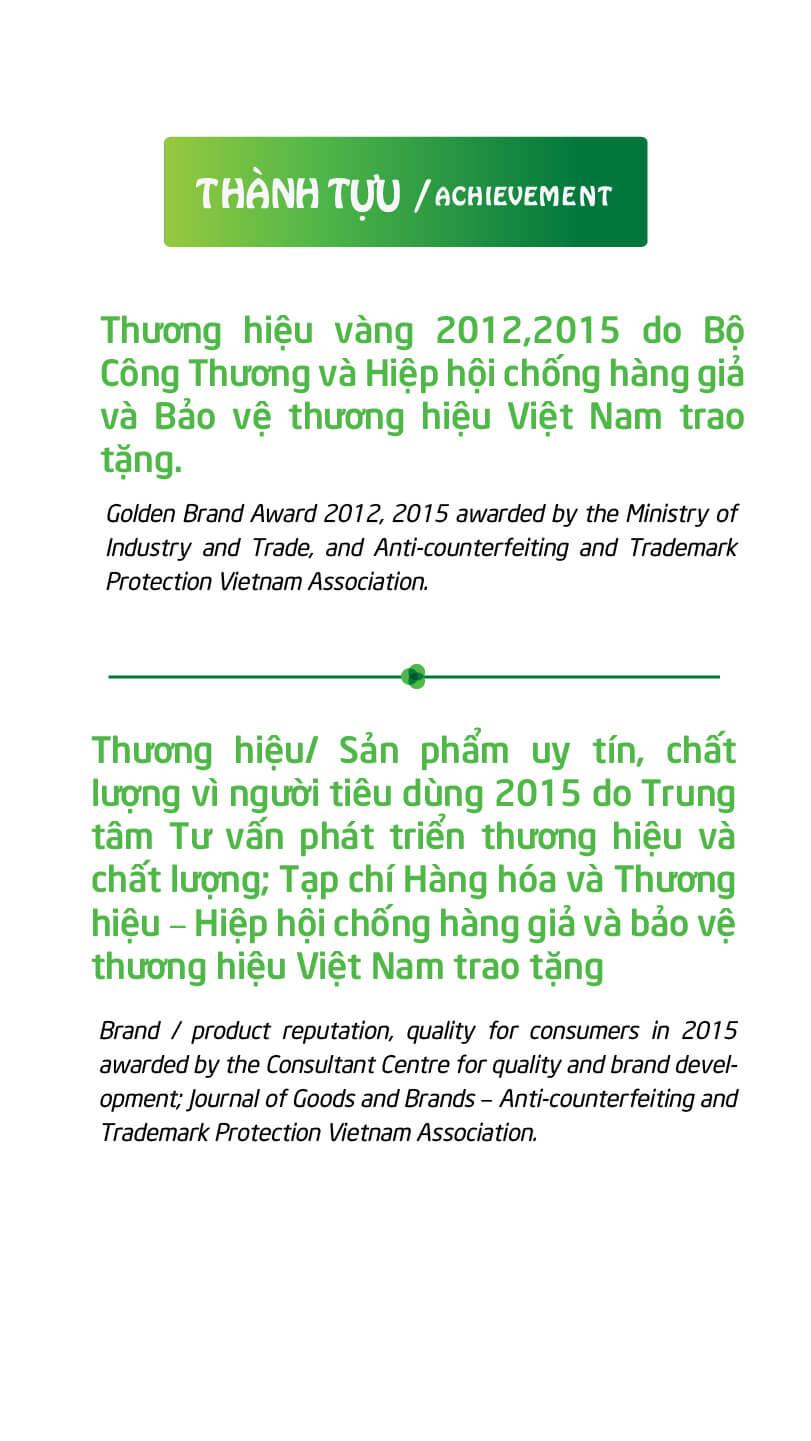 THÀNH TỰU / ACHIEVEMENT
Thương hiệu vàng 2012,2015 do Bộ
Công Thương và Hiệp hội chống hàng giả
và Bảo vệ thương hiệu Việt Nam trao
tặng.
Golden Brand Award 2012, 2015 awarded by the Ministry of
Industry and Trade, and Anti-counterfeiting and Trademark
Protection Vietnam Association.
Thương hiệu/ Sản phẩm uy tín, chất
lượng vì người tiêu dùng 2015 do Trung
tâm Tư vấn phát triển thương hiệu và
chất lượng; Tạp chí Hàng hóa và Thương
hiệu – Hiệp hội chống hàng giả và bảo vệ
thương hiệu Việt Nam trao tặng
Brand / product reputation, quality for consumers in 2015
awarded by the Consultant Centre for quality and brand devel-
opment; Journal of Goods and Brands – Anti-counterfeiting and
Trademark Protection Vietnam Association.